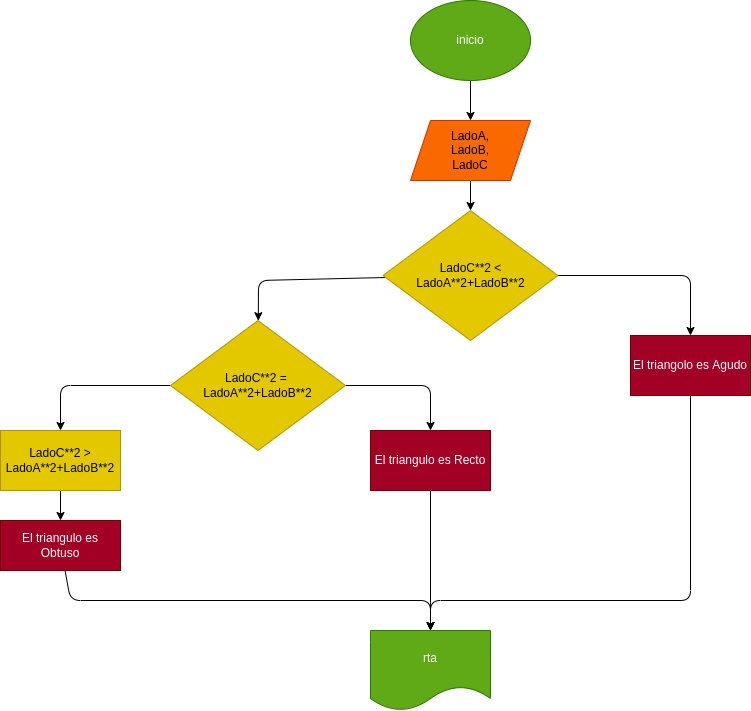 inicio
LadoA,
LadoB,
LadoC
LadoC**2 <
LadoA**2+LadoB**2
El triangolo es Agudo
LadoC**2 =
LadoA**2+LadoB**2
LadoC**2 >
LadoA**2+LadoB**2
El triangulo es Recto
El triangulo es
Obtuso
rta